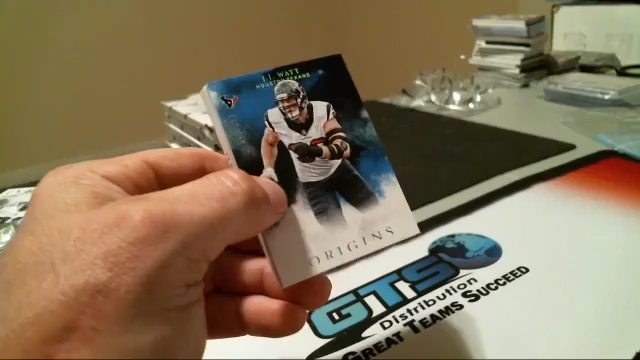 J.J. WATT
HOUSTON TEXANS
ORIGINS
GTS
Distribution
GREAT TEAMS SUCCEED